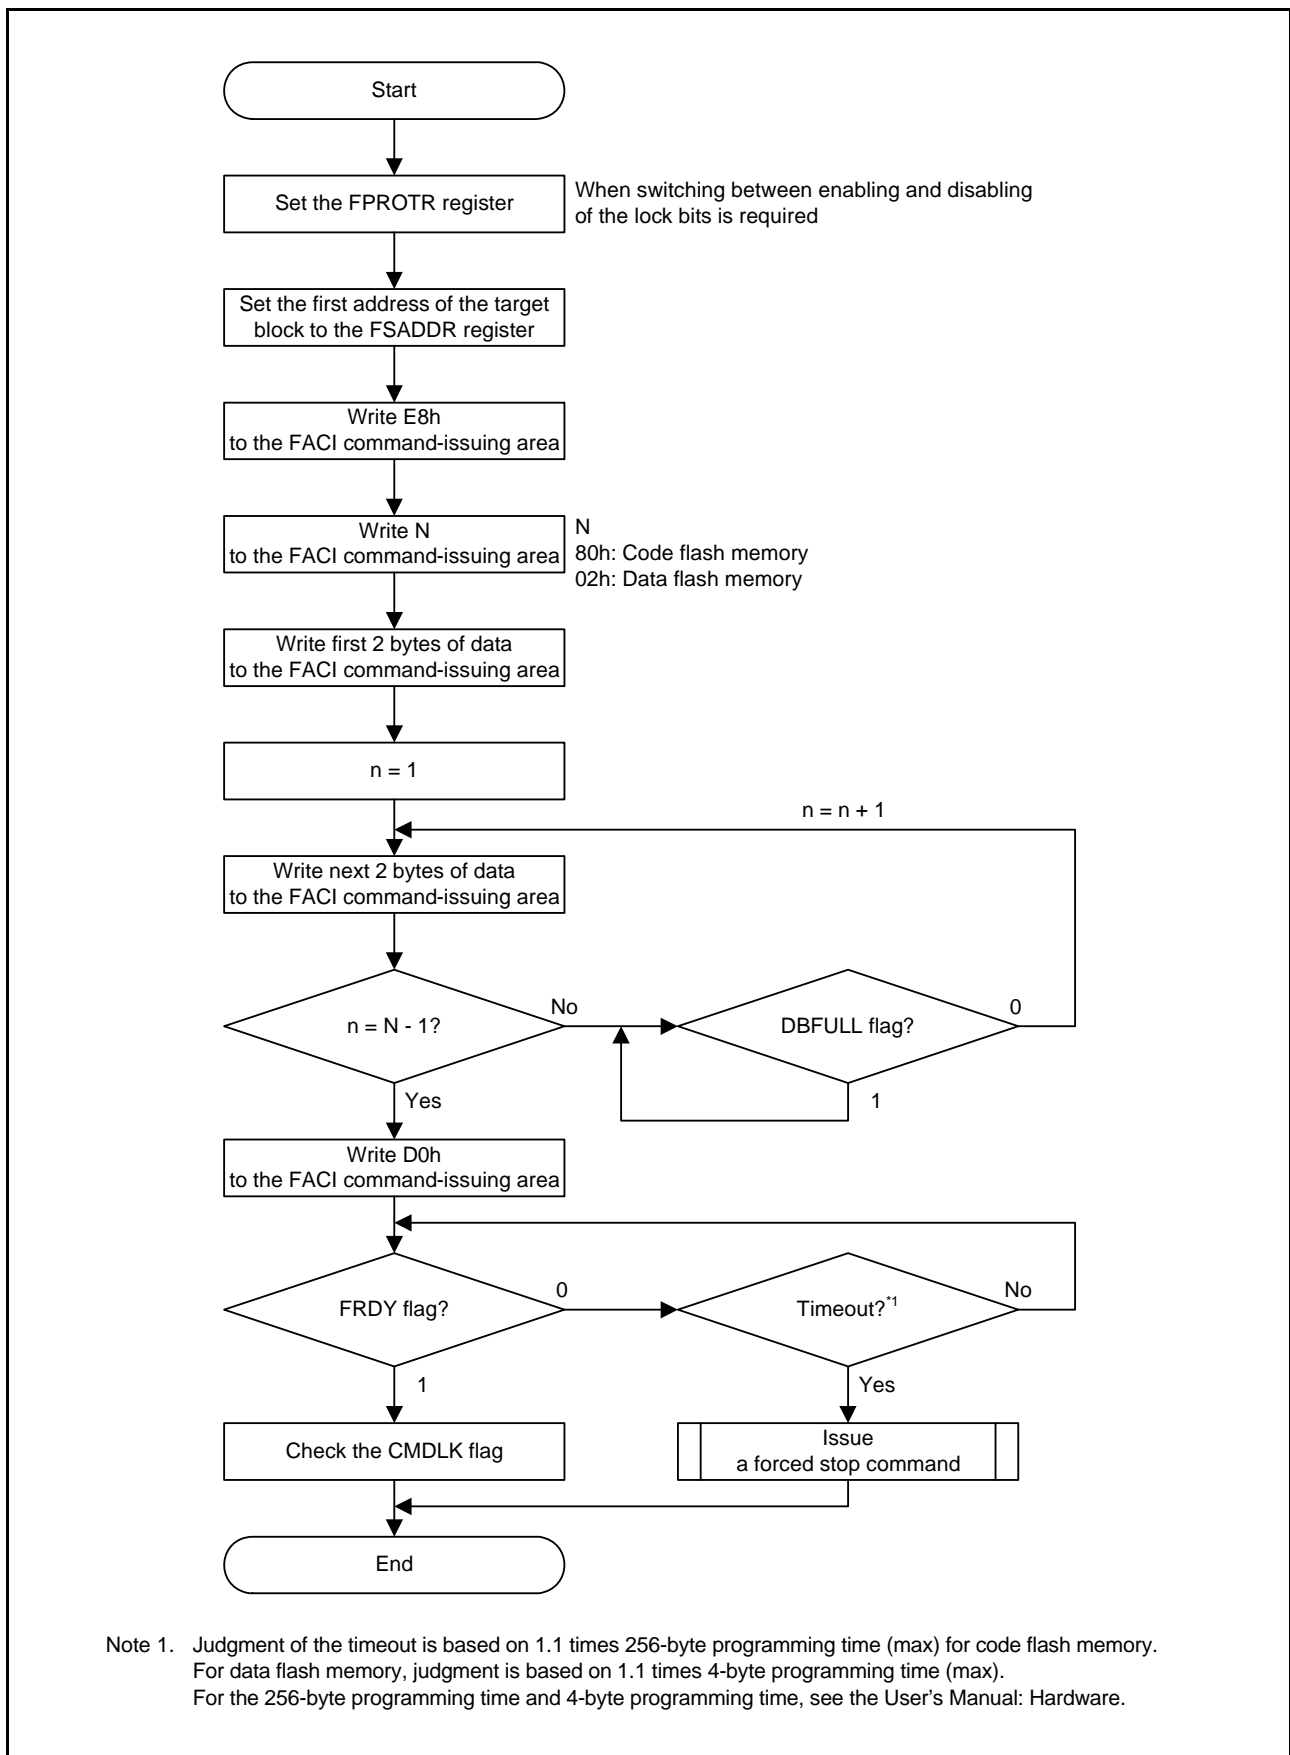 Start
Set the FPROTR register
When switching between enabling and disabling
of the lock bits is required
Set the first address of the target
block to the FSADDR register
Write E8h
to the FACI command-issuing area
Write N
to the FACI command-issuing area
N
80h: Code flash memory
02h: Data flash memory
Write first 2 bytes of data
to the FACI command-issuing area
n = 1
n = n + 1
Write next 2 bytes of data
to the FACI command-issuing area
n = N - 1?
No
DBFULL flag?
0
1
Yes
Write D0h
to the FACI command-issuing area
FRDY flag?
0
Timeout?*1
No
1
Yes
Check the CMDLK flag
Issue
a forced stop command
End
Note 1. Judgment of the timeout is based on 1.1 times 256-byte programming time (max) for code flash memory.
For data flash memory, judgment is based on 1.1 times 4-byte programming time (max).
For the 256-byte programming time and 4-byte programming time, see the User's Manual: Hardware.